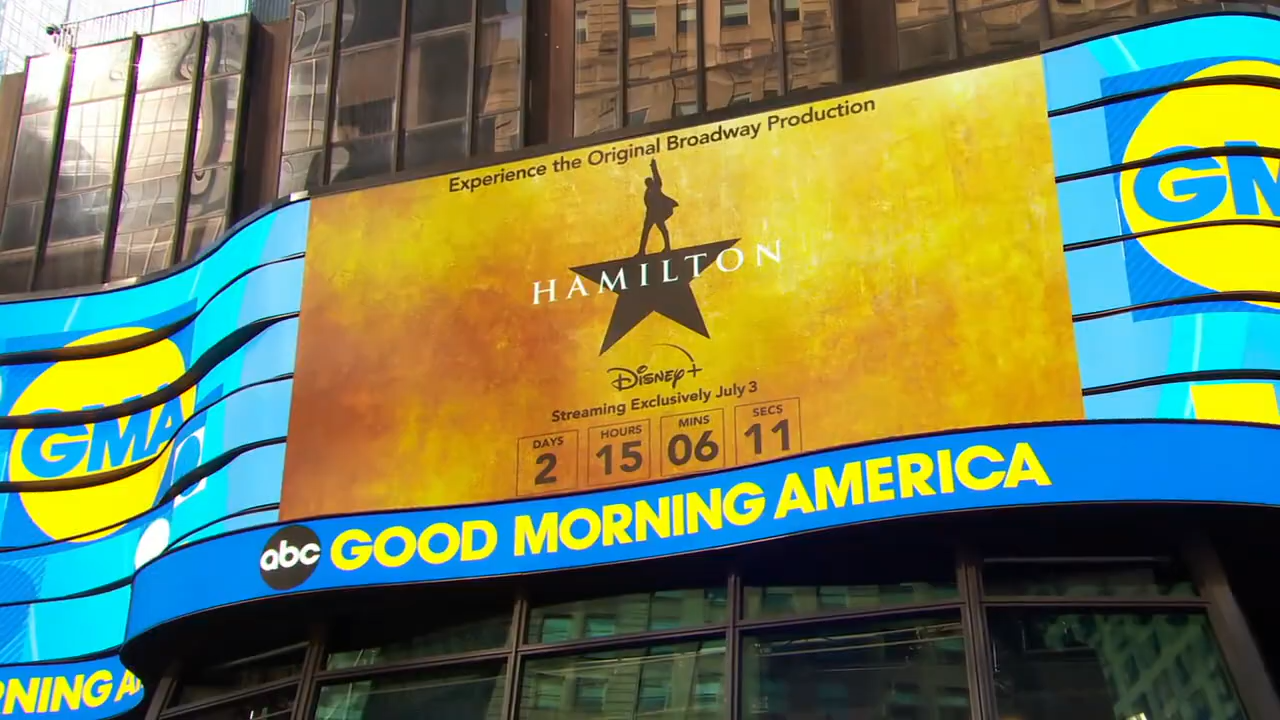 Experience the Original Broadway Production
HAMILTON
Disney+
Streaming Exclusively July 3
DAYS HOURS MINS SECS
2 15 06 11
abc GOOD MORNING AMERICA
GMA
GM
RNING A